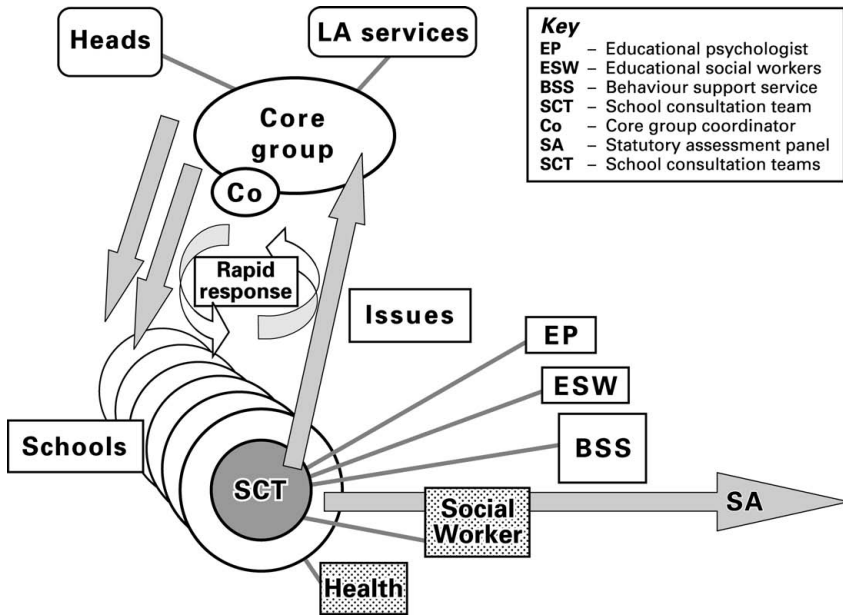 Heads
LA services
Key
EP – Educational psychologist
ESW – Educational social workers
BSS – Behaviour support service
SCT – School consultation team
Co – Core group coordinator
SA – Statutory assessment panel
SCT – School consultation teams
Core
group
Co
Rapid
response
Issues
EP
ESW
BSS
Schools
SCT
SA
Social
Worker
Health